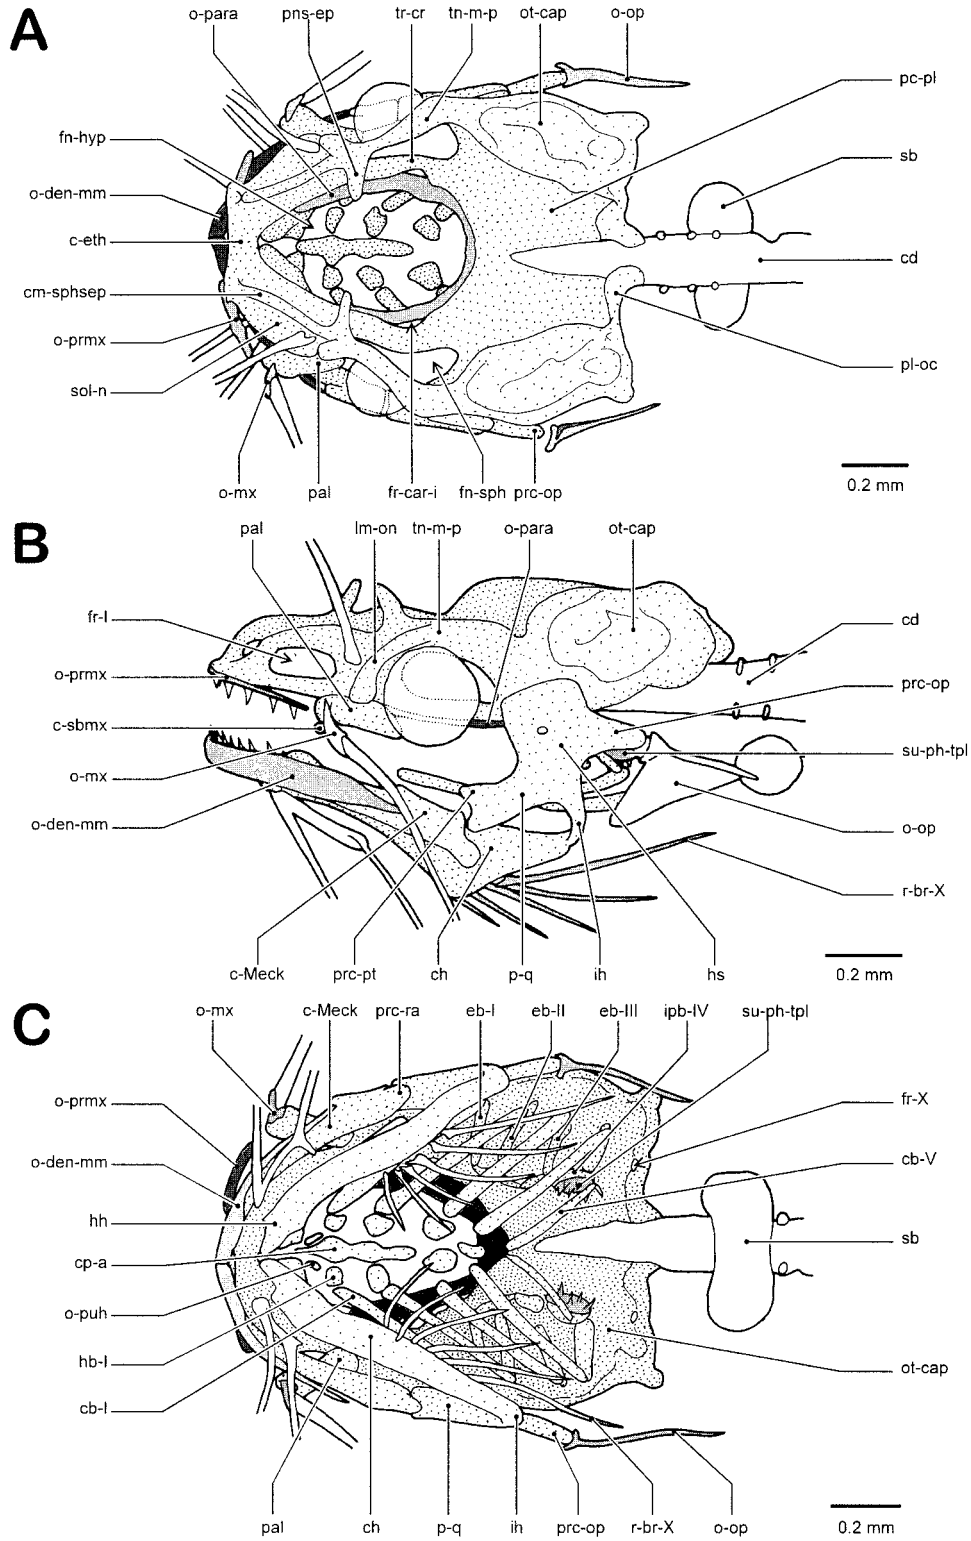 A
o-para pns-ep tr-cr tn-m-p ot-cap o-op
pc-pl
fn-hyp
sb
o-den-mm
c-eth
cd
cm-sphsep
o-prmx
pl-oc
sol-n
o-mx pal fr-car-i fn-sph prc-op
0.2 mm
B
pal lm-on tn-m-p o-para ot-cap
fr-I
cd
o-prmx
prc-op
c-sbmx
su-ph-tpl
o-mx
o-den-mm
o-op
r-br-X
c-Meck prc-pt ch p-q ih hs
0.2 mm
C
o-mx c-Meck prc-ra eb-I eb-II eb-III ipb-IV su-ph-tpl
o-prmx
fr-X
o-den-mm
cb-V
hh
sb
cp-a
o-puh
hb-I
ot-cap
cb-I
pal ch p-q ih prc-op r-br-X o-op
0.2 mm